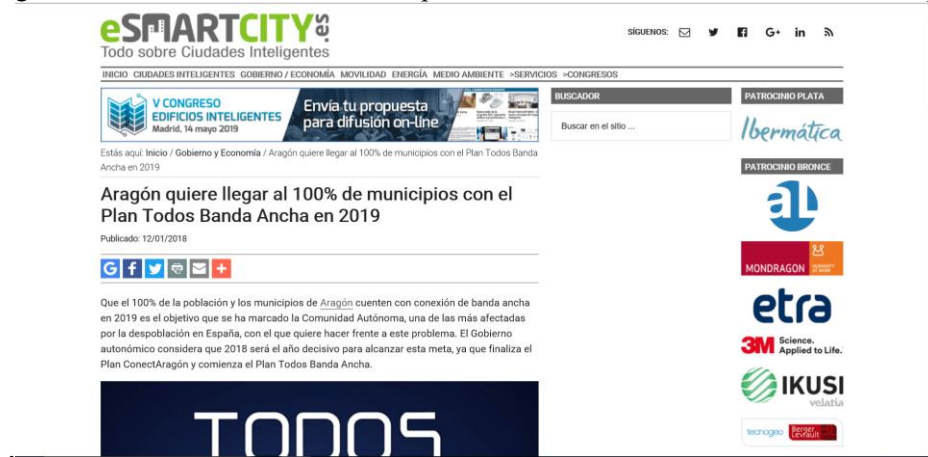 eSMARTCITY.es
Todo sobre Ciudades Inteligentes
SÍGUENOS:
INICIO CIUDADES INTELIGENTES GOBIERNO / ECONOMÍA MOVILIDAD ENERGÍA MEDIO AMBIENTE >SERVICIOS >CONGRESOS
V CONGRESO
EDIFICIOS INTELIGENTES
Madrid, 14 mayo 2019
Envía tu propuesta
para difusión on-line
Estás aquí: Inicio / Gobierno y Economía / Aragón quiere llegar al 100% de municipios con el Plan Todos Banda
Ancha en 2019
Aragón quiere llegar al 100% de municipios con el
Plan Todos Banda Ancha en 2019
Publicado: 12/01/2018
Que el 100% de la población y los municipios de Aragón cuenten con conexión de banda ancha
en 2019 es el objetivo que se ha marcado la Comunidad Autónoma, una de las más afectadas
por la despoblación en España, con el que quiere hacer frente a este problema. El Gobierno
autonómico considera que 2018 será el año decisivo para alcanzar esta meta, ya que finaliza el
Plan ConectAragón y comienza el Plan Todos Banda Ancha.
TODOS
BUSCADOR
Buscar en el sitio ...
PATROCINIO PLATA
Ibermática
PATROCINIO BRONCE
MONDRAGON
etra
3M Science.
Applied to Life.
IKUSI
velatia
tecnogeo Berger
Levrault